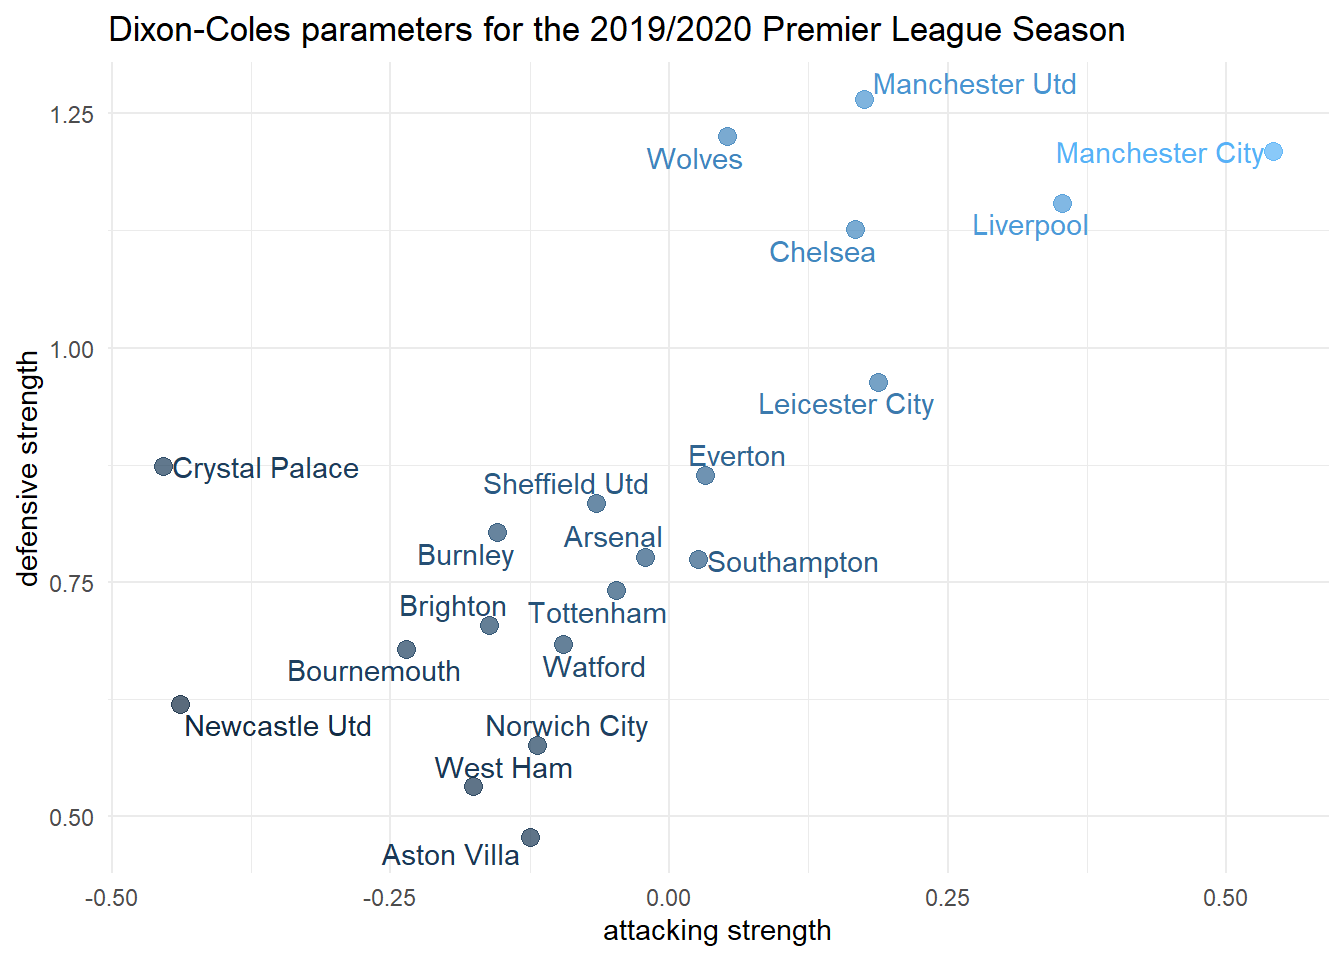 Dixon-Coles parameters for the 2019/2020 Premier League Season
Manchester Utd
1.25
Wolves
Manchester City
Liverpool
Chelsea
1.00
Leicester City
Everton
Crystal Palace
Sheffield Utd
Arsenal
Burnley
Southampton
0.75
Brighton
Tottenham
Watford
Bournemouth
Newcastle Utd
Norwich City
West Ham
0.50
Aston Villa
defensive strength
-0.50
-0.25
0.00
0.25
0.50
attacking strength